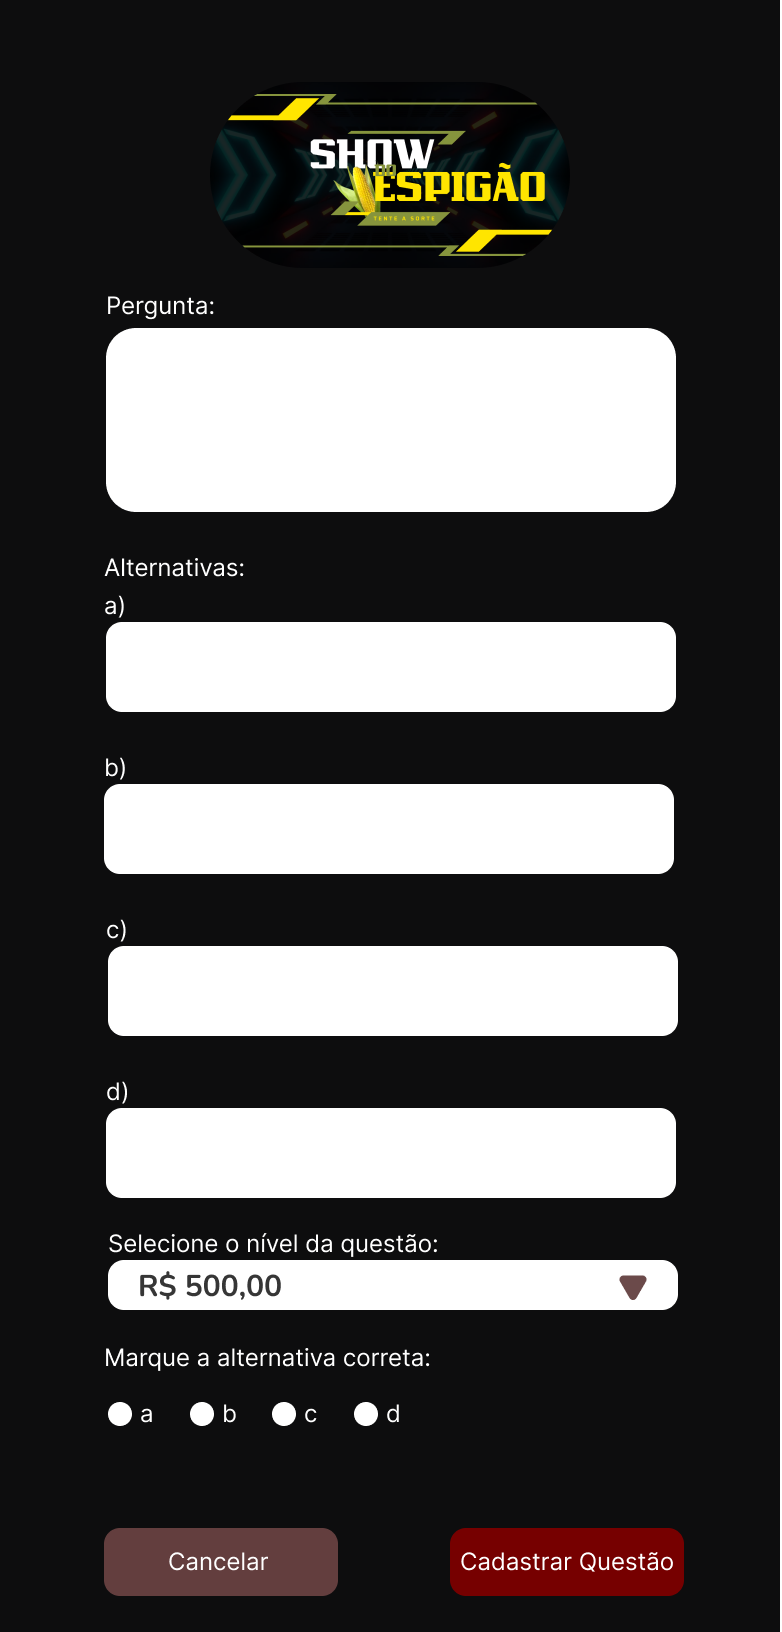 SHOW
DO
ESPIGÃO
TENTE A SORTE
Pergunta:
Alternativas:
a)
b)
c)
d)
Selecione o nível da questão:
R$ 500,00
Marque a alternativa correta:
a b c d
Cancelar Cadastrar Questão